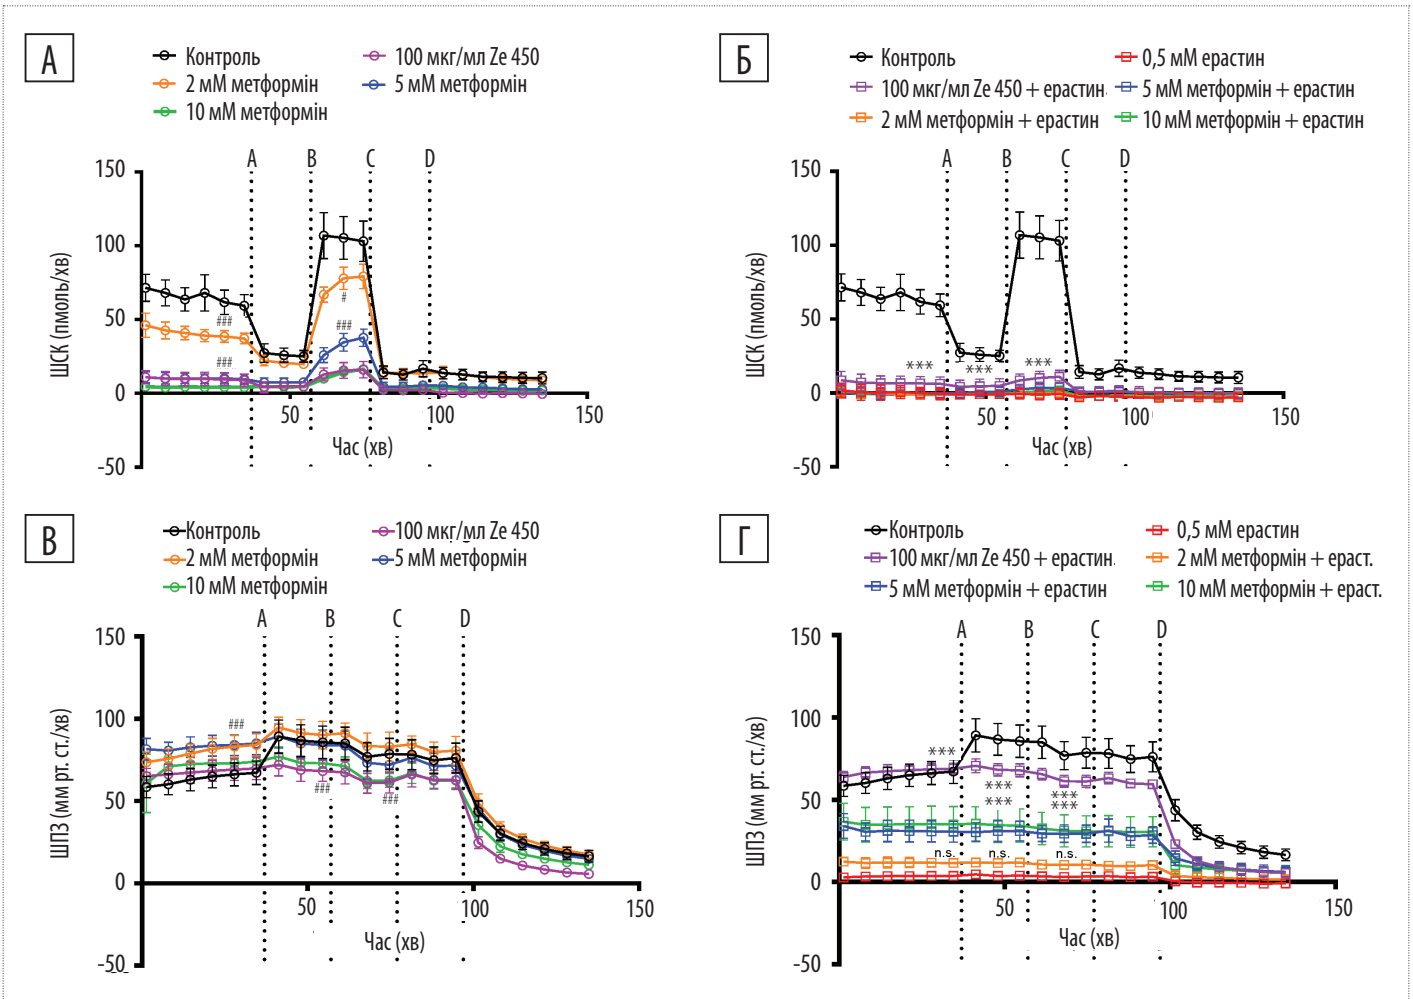 А
Контроль
100 мкг/мл Ze 450
2 мМ метформін
5 мМ метформін
10 мМ метформін
A B C D
150
100
50
0
-50
ШСК (пмоль/хв)
###
###
#
###
50 150
Час (хв)
Б
Контроль
0,5 мМ ерастин
100 мкг/мл Ze 450 + ерастин
5 мМ метформін + ерастин
2 мМ метформін + ерастин
10 мМ метформін + ерастин
A B C D
150
100
50
0
-50
ШСК (пмоль/хв)
*** *** ***
50 100 150
Час (хв)
В
Контроль
100 мкг/мл Ze 450
2 мМ метформін
5 мМ метформін
10 мМ метформін
A B C D
150
100
50
0
-50
ШПЗ (мм рт. ст./хв)
###
###
###
50 100 150
Час (хв)
Г
Контроль
0,5 мМ ерастин
100 мкг/мл Ze 450 + ерастин
2 мМ метформін + ераст.
5 мМ метформін + ерастин
10 мМ метформін + ераст.
A B C D
150
100
50
0
-50
ШПЗ (мм рт. ст./хв)
***
*** ***
*** ***
n.s. n.s. n.s.
50 100 150
Час (хв)